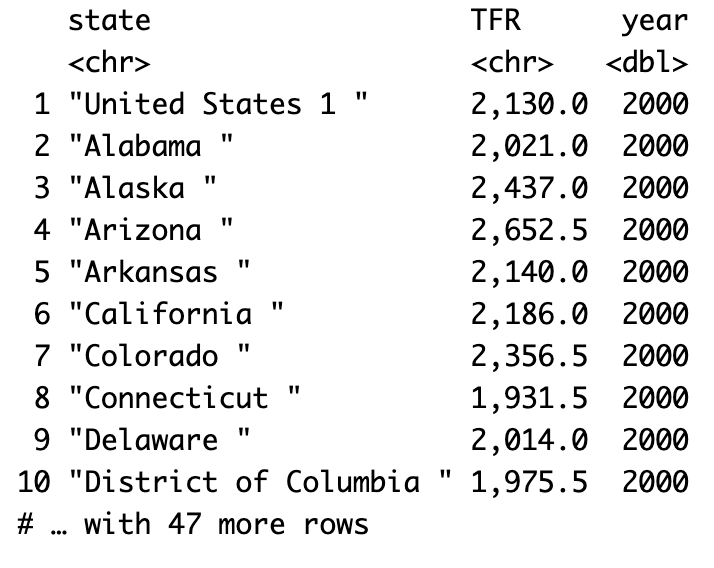 state TFR year
<chr> <chr> <dbl>
1 "United States 1 " 2,130.0 2000
2 "Alabama " 2,021.0 2000
3 "Alaska " 2,437.0 2000
4 "Arizona " 2,652.5 2000
5 "Arkansas " 2,140.0 2000
6 "California " 2,186.0 2000
7 "Colorado " 2,356.5 2000
8 "Connecticut " 1,931.5 2000
9 "Delaware " 2,014.0 2000
10 "District of Columbia " 1,975.5 2000
# … with 47 more rows